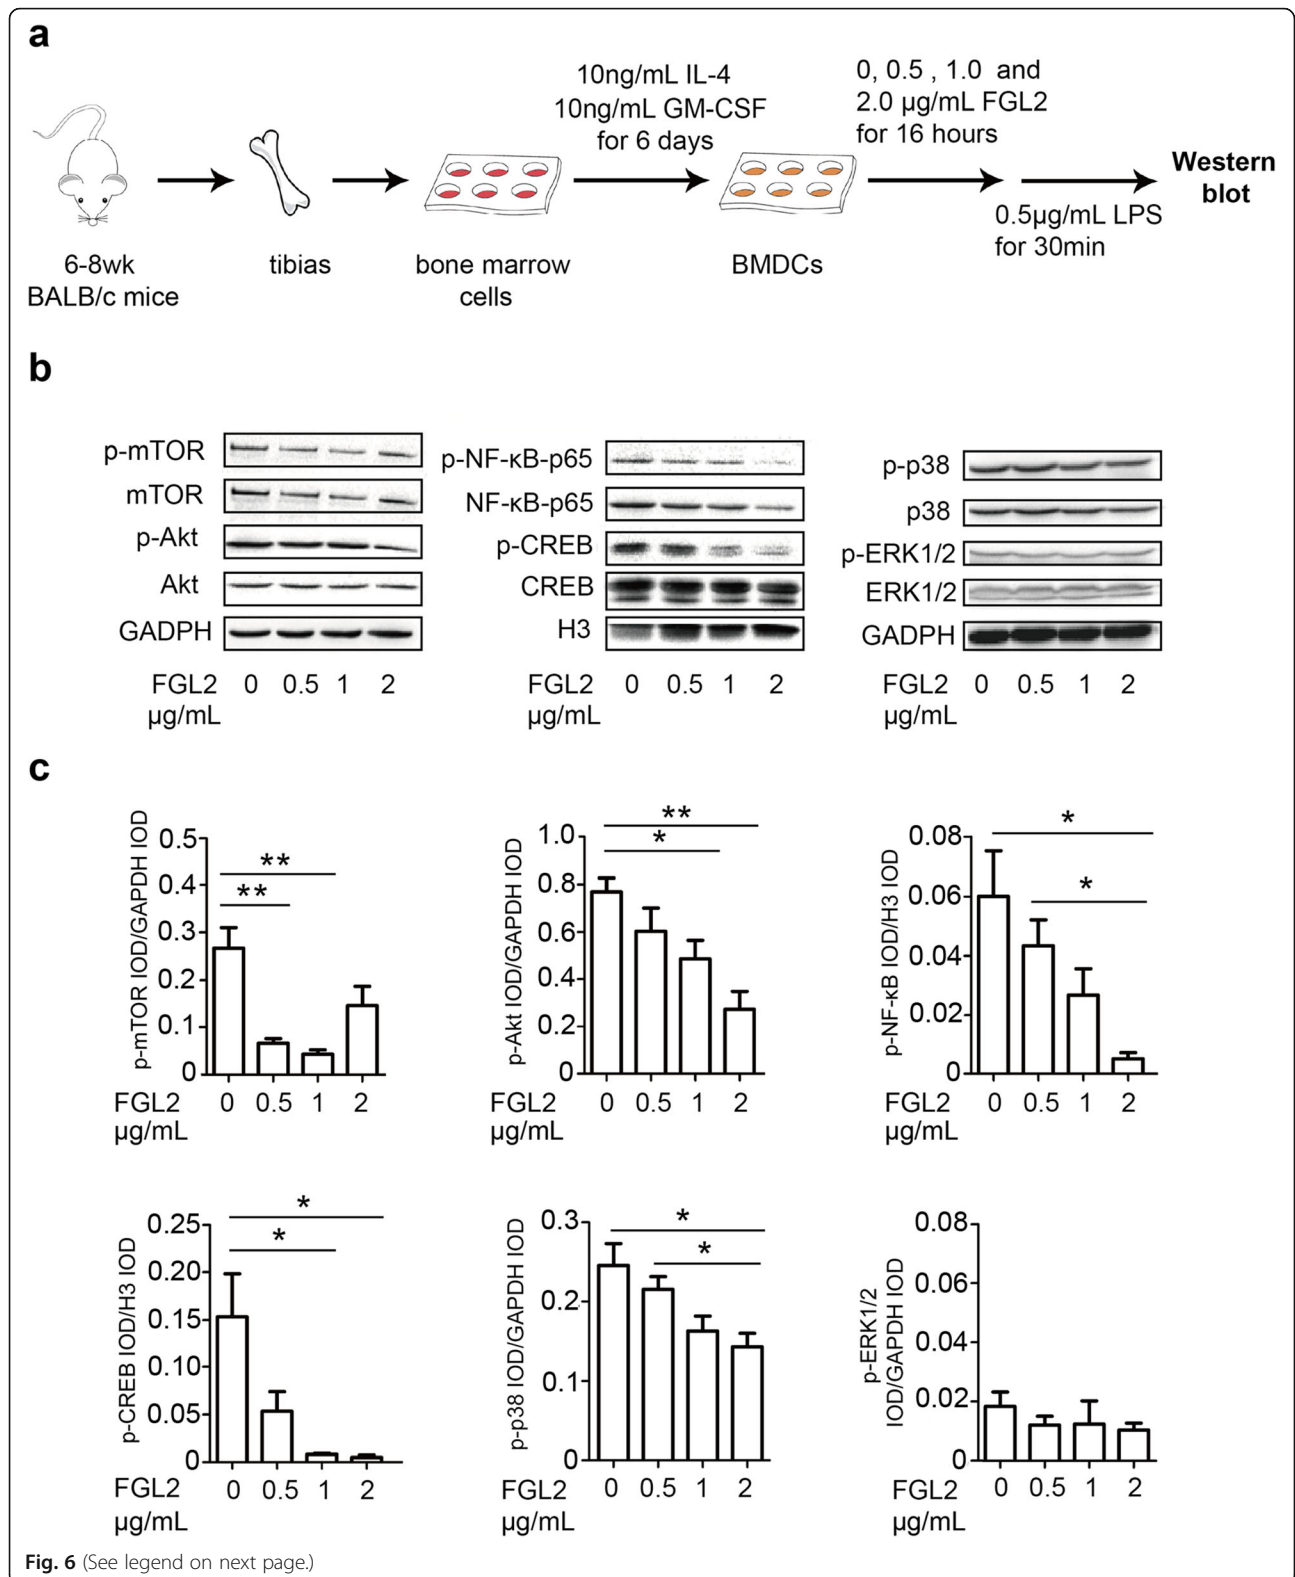 a
10ng/mL IL-4
10ng/mL GM-CSF
for 6 days
0, 0.5 , 1.0 and
2.0 µg/mL FGL2
for 16 hours
Western
blot
0.5µg/mL LPS
for 30min
6-8wk
BALB/c mice
tibias
bone marrow
cells
BMDCs
b
p-mTOR
mTOR
p-Akt
Akt
GADPH
FGL2 0 0.5 1 2
µg/mL
p-NF-κB-p65
NF-κB-p65
p-CREB
CREB
H3
FGL2 0 0.5 1 2
µg/mL
p-p38
p38
p-ERK1/2
ERK1/2
GADPH
FGL2 0 0.5 1 2
µg/mL
c
p-mTOR IOD/GAPDH IOD
0.5
0.4
0.3
0.2
0.1
0
**
**
FGL2 0 0.5 1 2
µg/mL
p-Akt IOD/GAPDH IOD
1.0
0.8
0.6
0.4
0.2
0
**
*
FGL2 0 0.5 1 2
µg/mL
p-NF-κB IOD/H3 IOD
0.08
0.06
0.04
0.02
0
*
*
FGL2 0 0.5 1 2
µg/mL
p-CREB IOD/H3 IOD
0.25
0.20
0.15
0.10
0.05
0
*
*
FGL2 0 0.5 1 2
µg/mL
p-p38 IOD/GAPDH IOD
0.3
0.2
0.1
0
*
*
FGL2 0 0.5 1 2
µg/mL
p-ERK1/2
IOD/GAPDH IOD
0.08
0.06
0.04
0.02
0
FGL2 0 0.5 1 2
µg/mL
Fig. 6 (See legend on next page.)